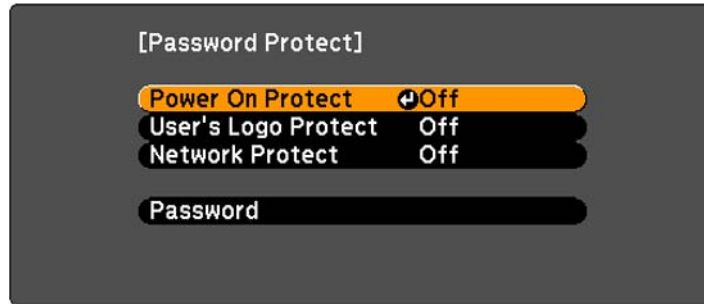 [Password Protect]
Power On Protect Off
User's Logo Protect Off
Network Protect Off
Password